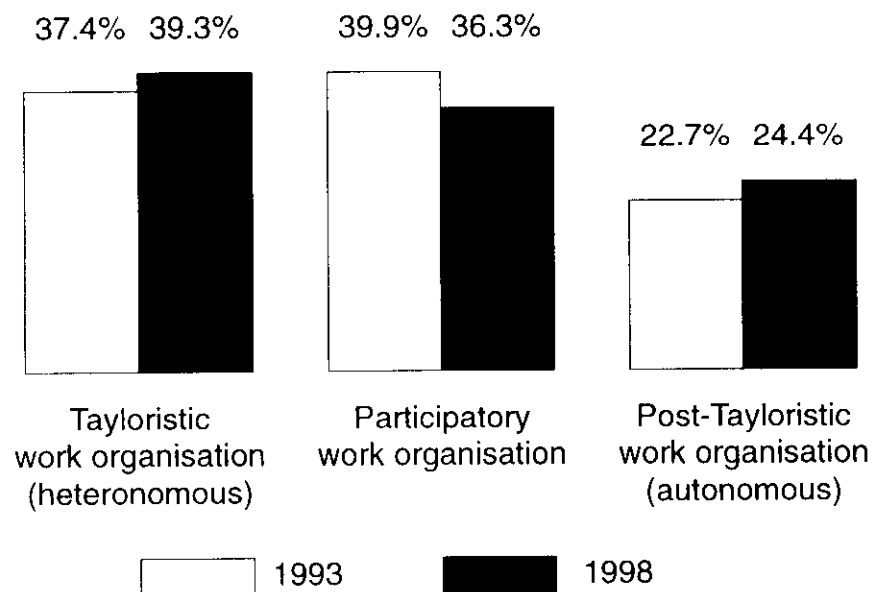 37.4% 39.3%
39.9% 36.3%
22.7% 24.4%
Tayloristic
work organisation
(heteronomous)
Participatory
work organisation
Post-Tayloristic
work organisation
(autonomous)
1993
1998